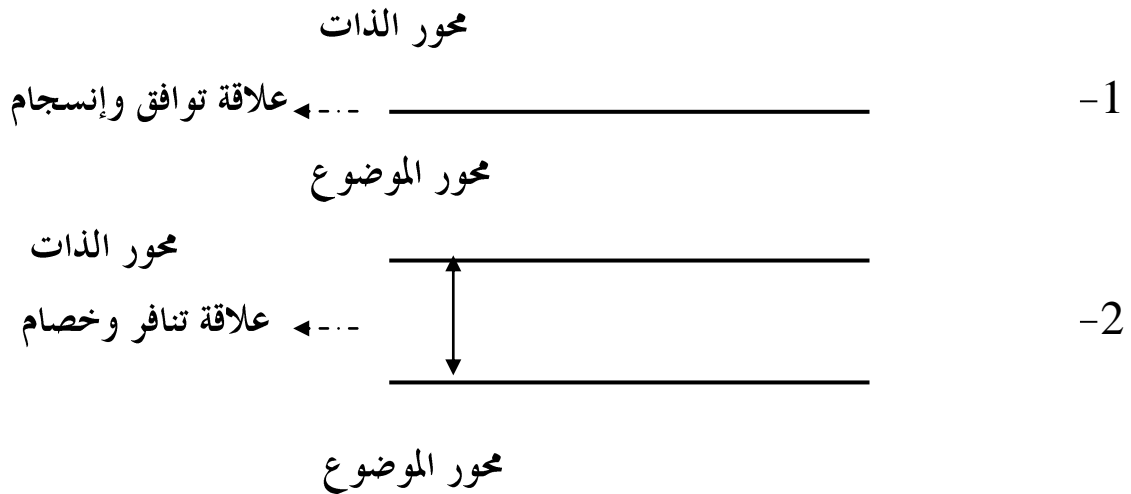 محور الذات
1-
علاقة توافق وإنسجام
محور الموضوع
محور الذات
2-
علاقة تنافر وخصام
محور الموضوع